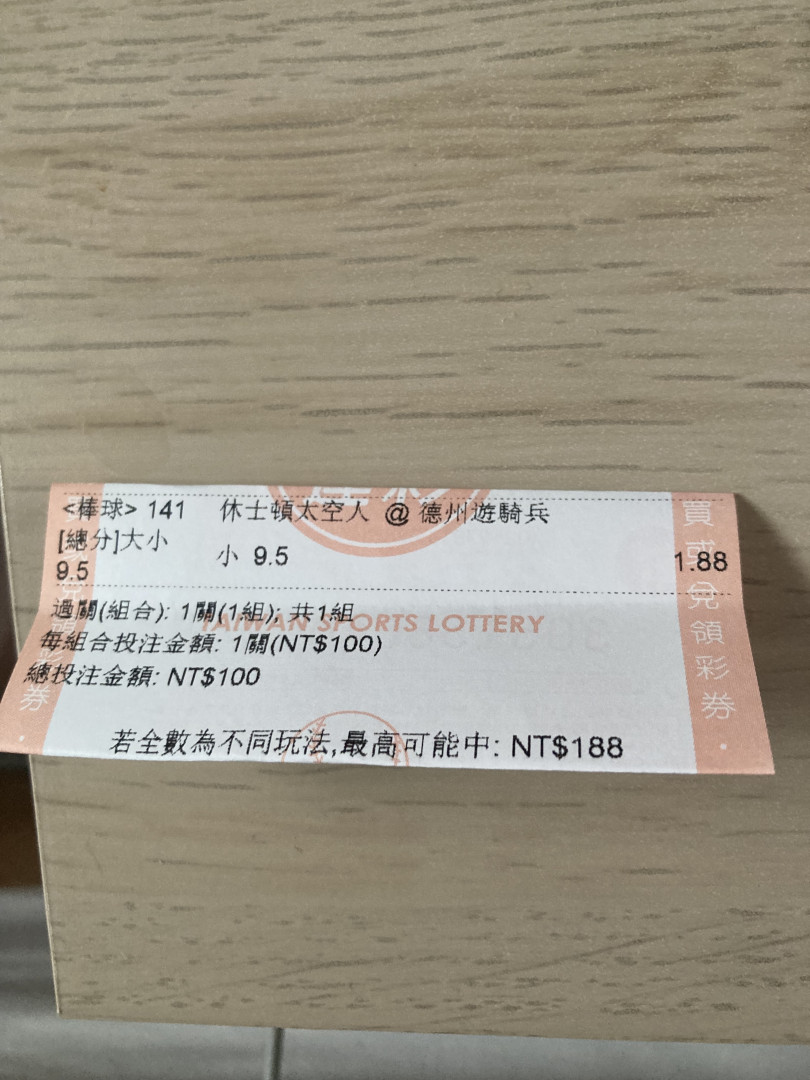 <棒球> 141 休士頓太空人 @ 德州遊騎兵
[總分]大小
小 9.5
9.5
1.88
過關(組合): 1關(1組); 共1組
TAIWAN SPORTS LOTTERY
每組合投注金額: 1關(NT$100)
總投注金額: NT$100
若全數為不同玩法,最高可能中: NT$188
買或兌領彩券
券